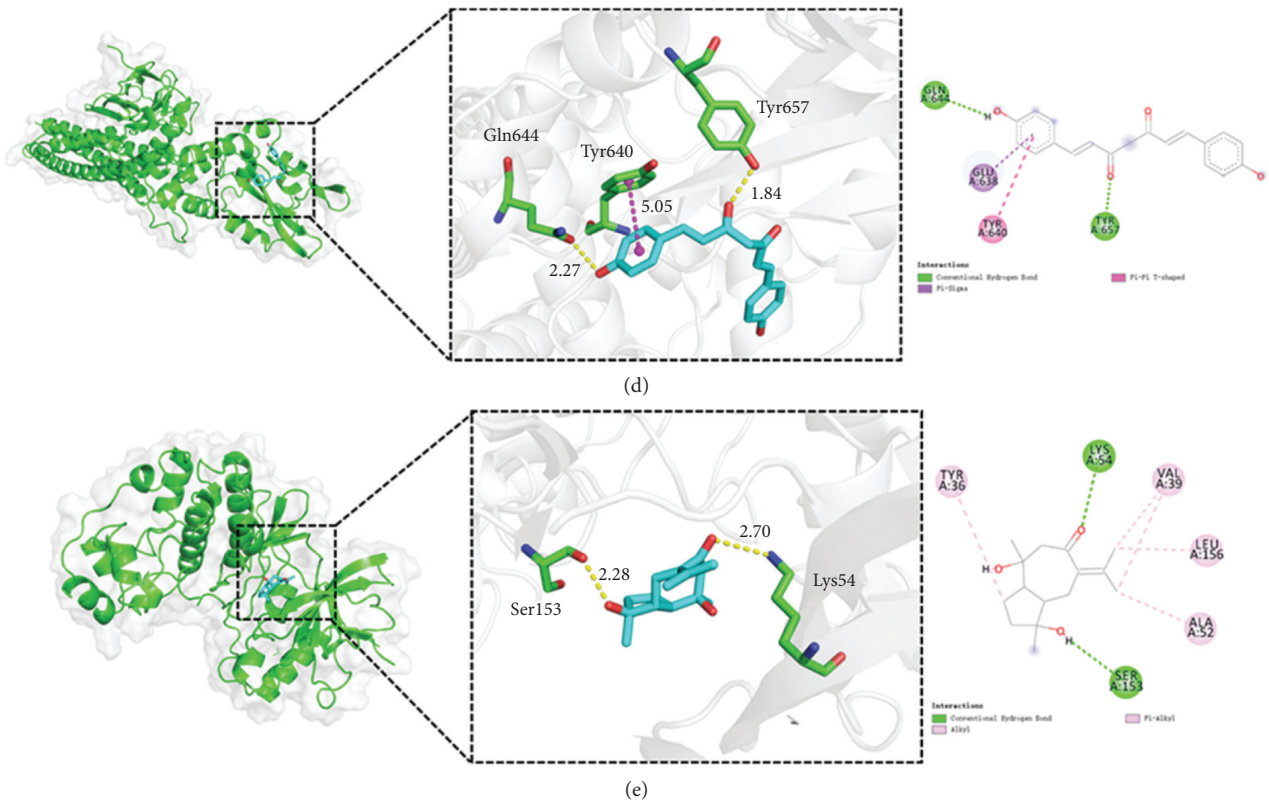 Tyr657
Gln644
Tyr640
5.05
1.84
2.27
GLN
A:644
H
O
O
O
O
GLU
A:638
TYR
A:640
TYR
A:657
Interactions
Conventional Hydrogen Bond
Pi-Sigma
Pi-Pi T-shaped
(d)
2.70
2.28
Ser153
Lys54
TYR
A:36
LYS
A:54
VAL
A:39
LEU
A:156
ALA
A:52
SER
A:153
O
H
O
O
H
Interactions
Conventional Hydrogen Bond
Alkyl
Pi-Alkyl
(e)